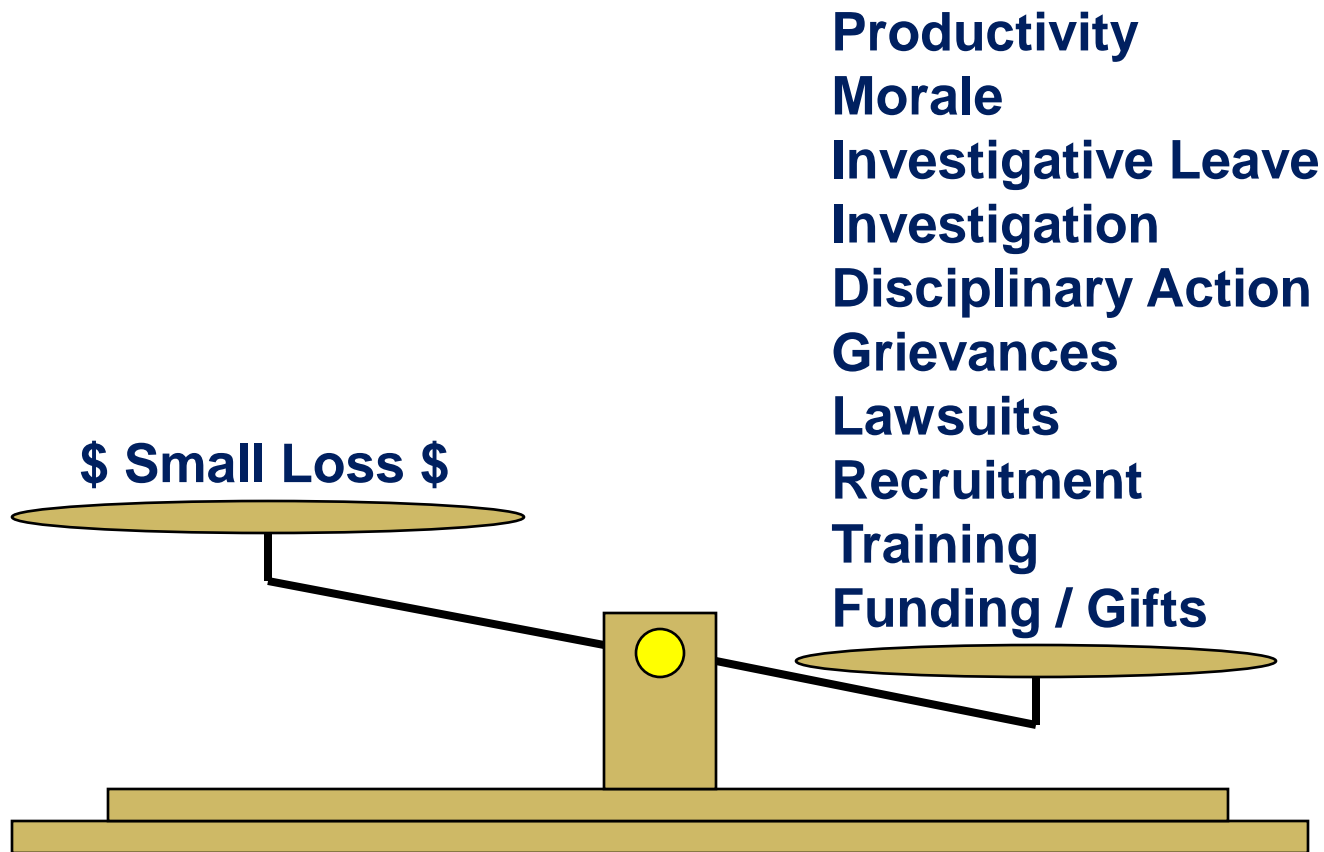 Productivity
Morale
Investigative Leave
Investigation
Disciplinary Action
Grievances
Lawsuits
Recruitment
Training
Funding / Gifts
$ Small Loss $